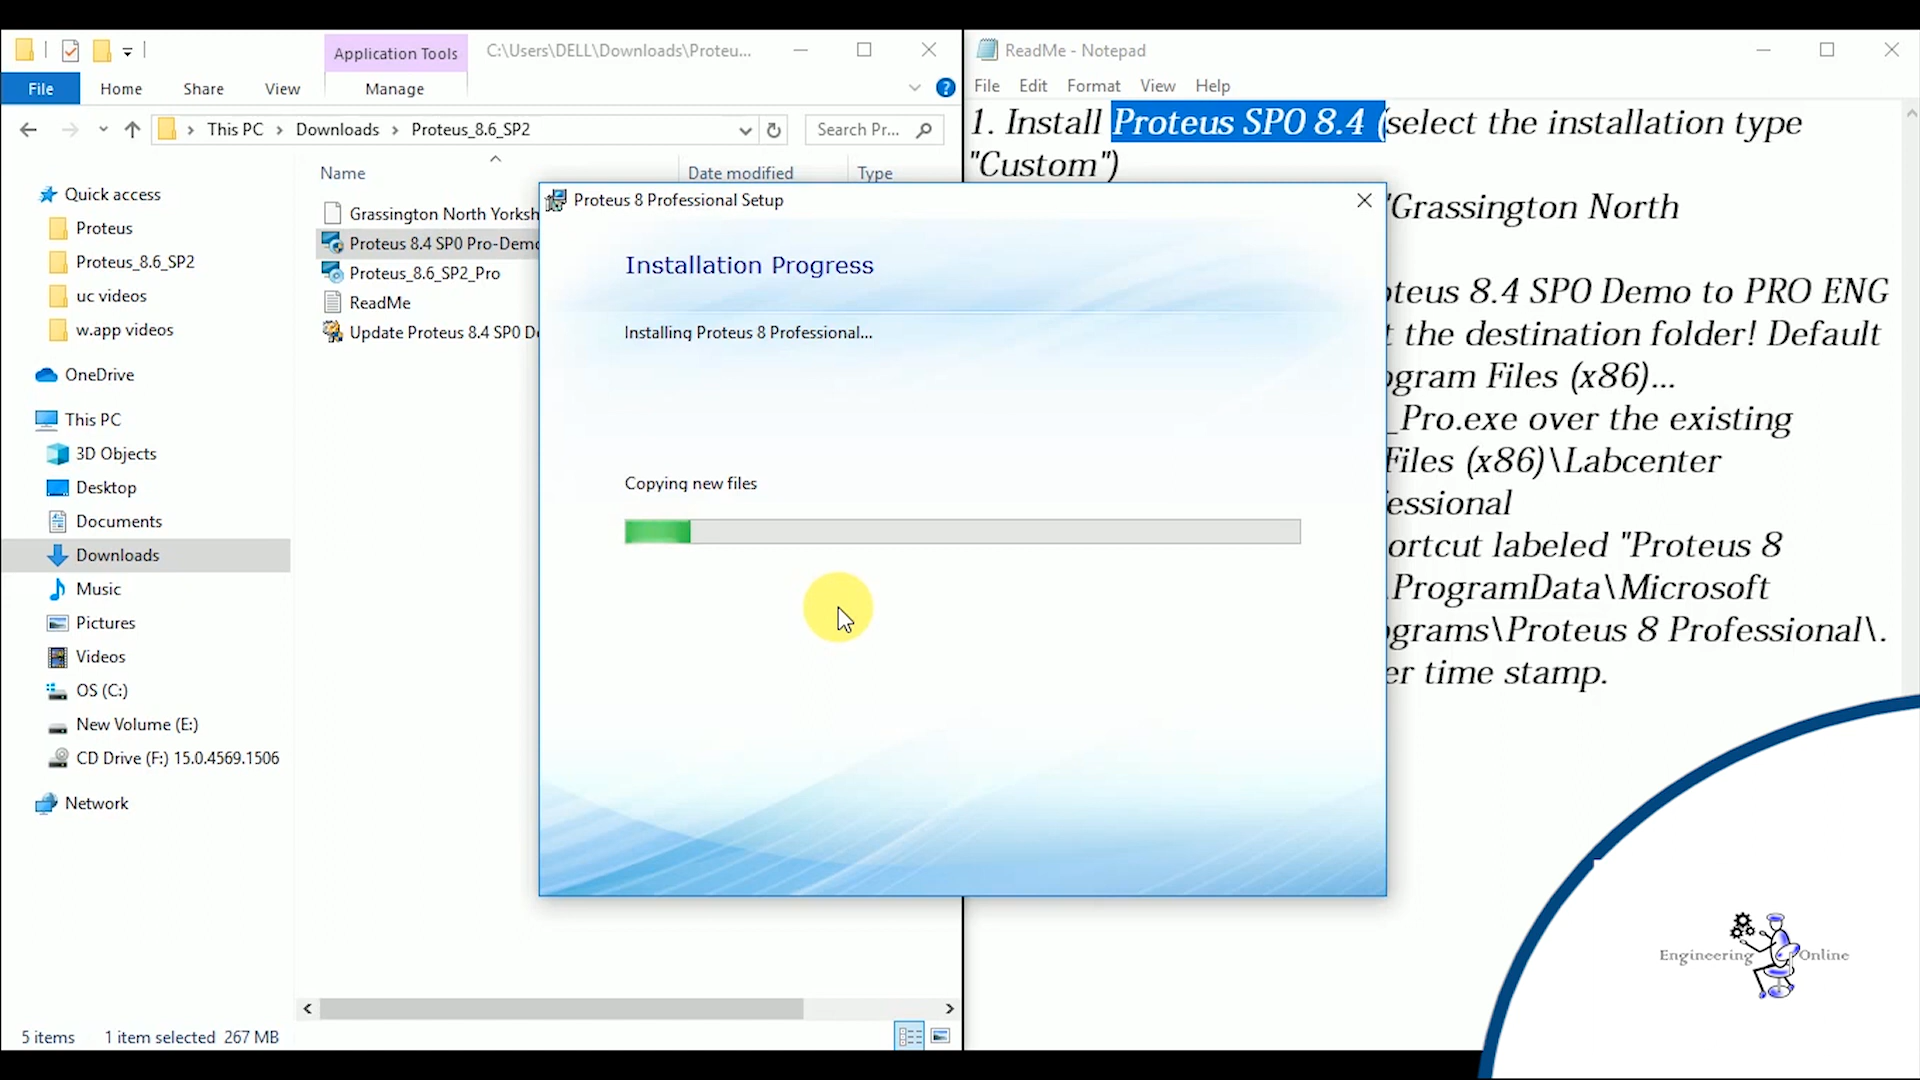 Application Tools
C:\Users\DELL\Downloads\Proteu...
File
Home
Share
View
Manage
This PC
Downloads
Proteus_8.6_SP2
Search Pr...
Name
Date modified
Type
Quick access
Proteus
Proteus_8.6_SP2
uc videos
w.app videos
OneDrive
This PC
3D Objects
Desktop
Documents
Downloads
Music
Pictures
Videos
OS (C:)
New Volume (E:)
CD Drive (F:) 15.0.4569.1506
Network
Grassington North Yorksh
Proteus 8.4 SP0 Pro-Demo
Proteus_8.6_SP2_Pro
ReadMe
Update Proteus 8.4 SP0 De
5 items
1 item selected 267 MB
Proteus 8 Professional Setup
Installation Progress
Installing Proteus 8 Professional...
Copying new files
ReadMe - Notepad
File Edit Format View Help
1. Install Proteus SP0 8.4 (select the installation type
"Custom")
"Grassington North
oteus 8.4 SP0 Demo to PRO ENG
t the destination folder! Default
ogram Files (x86)...
_Pro.exe over the existing
Files (x86)\Labcenter
essional
ortcut labeled "Proteus 8
\ProgramData\Microsoft
ograms\Proteus 8 Professional\.
er time stamp.
Engineering Online